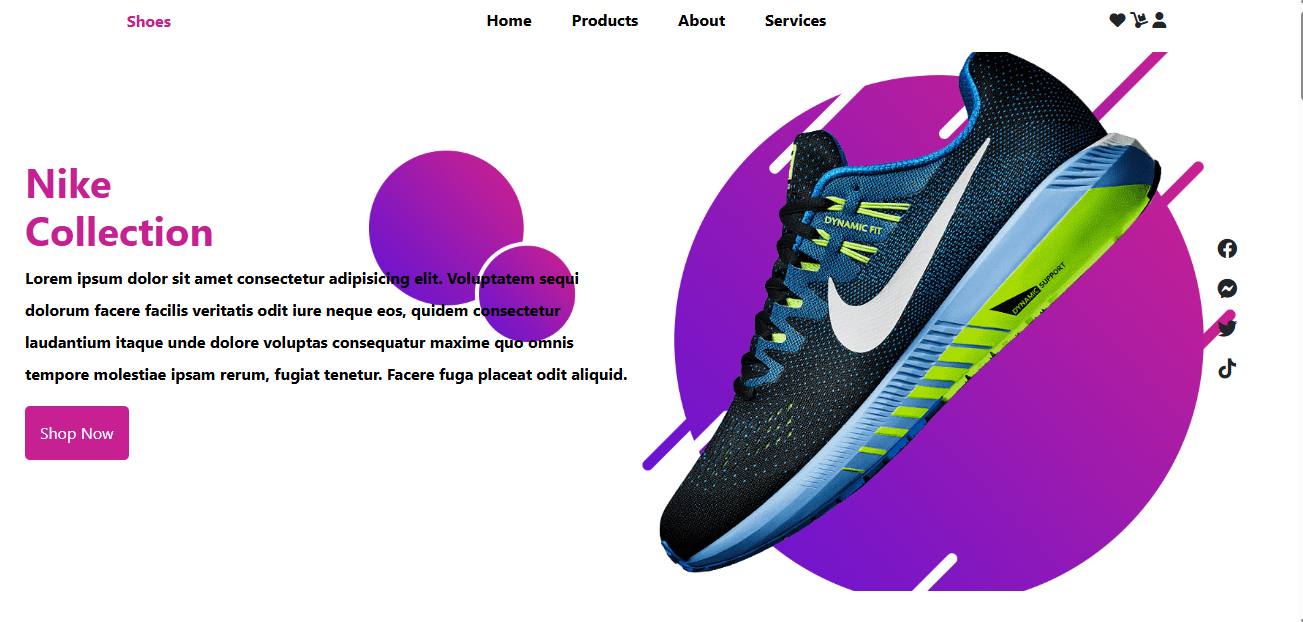 Shoes
Home Products About Services
Nike
Collection
Lorem ipsum dolor sit amet consectetur adipisicing elit. Voluptatem sequi
dolorum facere facilis veritatis odit iure neque eos, quidem consectetur
laudantium itaque unde dolore voluptas consequatur maxime quo omnis
tempore molestiae ipsam rerum, fugiat tenetur. Facere fuga placeat odit aliquid.
Shop Now
DYNAMIC FIT
DYNAMIC SUPPORT